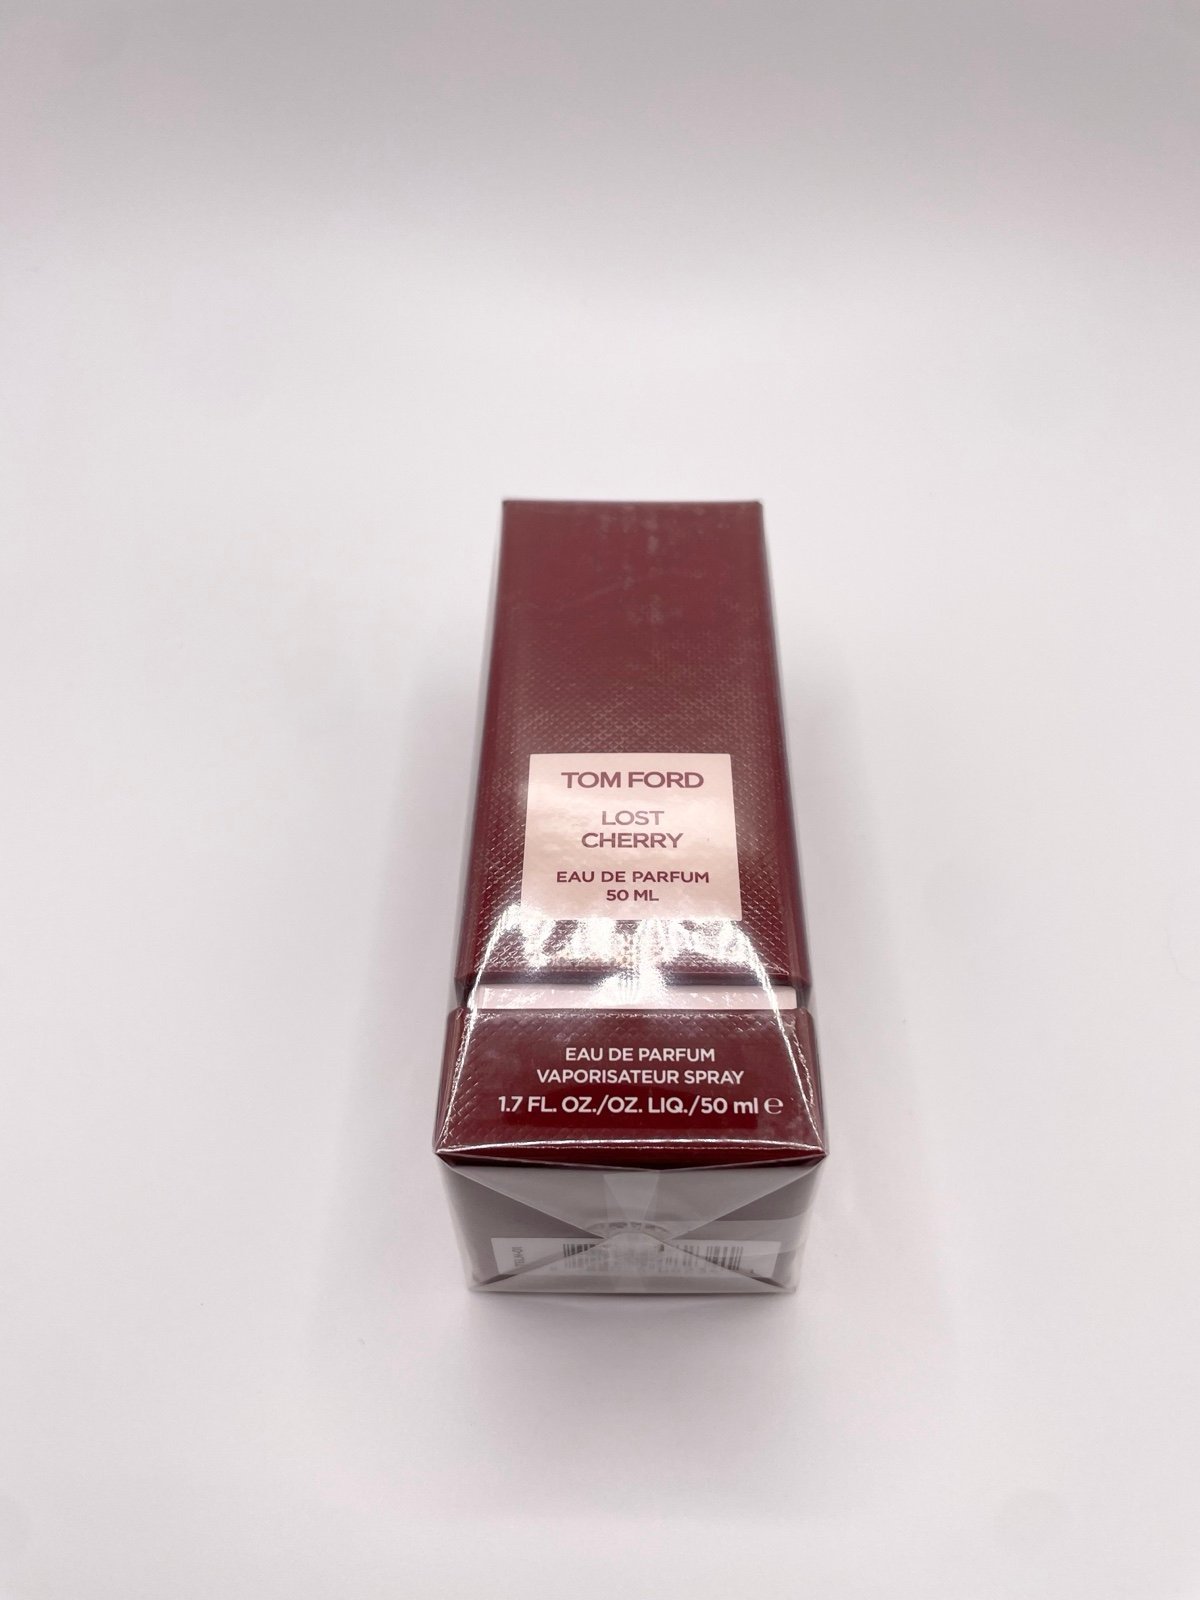 TOM FORD
LOST
CHERRY
EAU DE PARFUM
50 ML
EAU DE PARFUM
VAPORISATEUR SPRAY
1.7 FL. OZ./OZ. LIQ./50 ml ℮